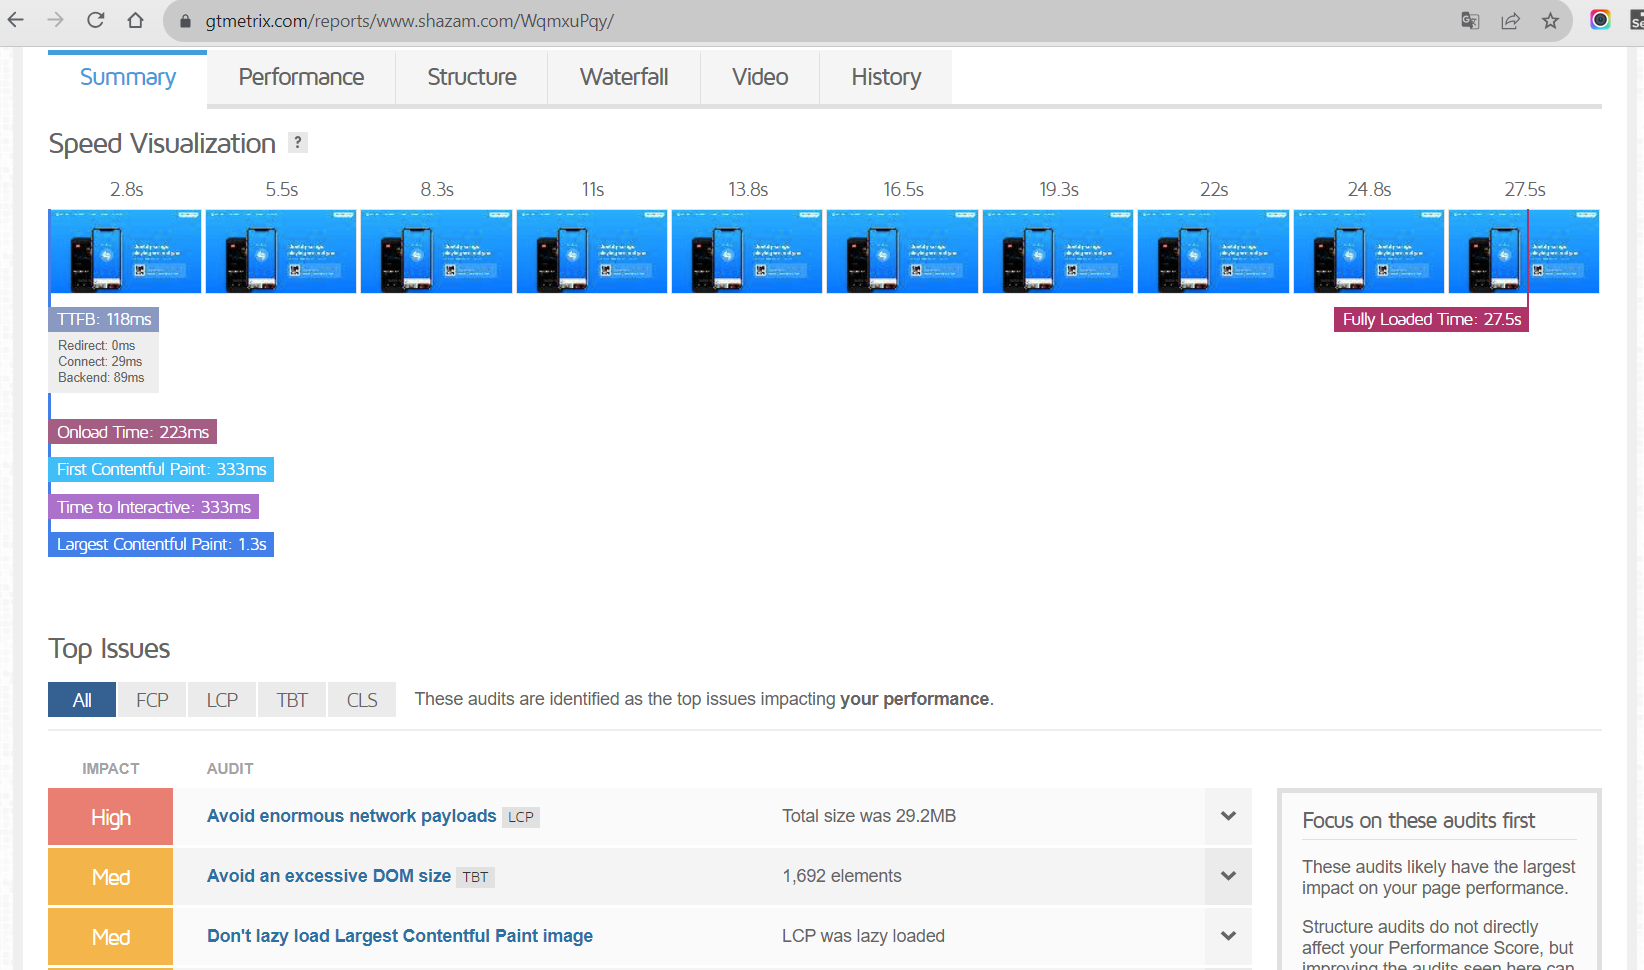 gtmetrix.com/reports/www.shazam.com/WqmxuPqy/
Summary
Performance
Structure
Waterfall
Video
History
Speed Visualization ?
2.8s 5.5s 8.3s 11s 13.8s 16.5s 19.3s 22s 24.8s 27.5s
TTFB: 118ms
Redirect: 0ms
Connect: 29ms
Backend: 89ms
Fully Loaded Time: 27.5s
Onload Time: 223ms
First Contentful Paint: 333ms
Time to Interactive: 333ms
Largest Contentful Paint: 1.3s
Top Issues
All FCP LCP TBT CLS These audits are identified as the top issues impacting your performance.
IMPACT AUDIT
High Avoid enormous network payloads LCP Total size was 29.2MB
Med Avoid an excessive DOM size TBT 1,692 elements
Med Don't lazy load Largest Contentful Paint image LCP was lazy loaded
Focus on these audits first
These audits likely have the largest
impact on your page performance.
Structure audits do not directly
affect your Performance Score, but
improving the audits seen here can